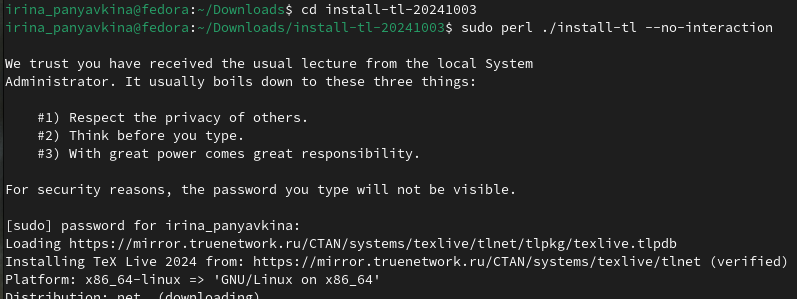 irina_panyavkina@fedora:~/Downloads$ cd install-tl-20241003
irina_panyavkina@fedora:~/Downloads/install-tl-20241003$ sudo perl ./install-tl --no-interaction
We trust you have received the usual lecture from the local System
Administrator. It usually boils down to these three things:
#1) Respect the privacy of others.
#2) Think before you type.
#3) With great power comes great responsibility.
For security reasons, the password you type will not be visible.
[sudo] password for irina_panyavkina:
Loading https://mirror.truenetwork.ru/CTAN/systems/texlive/tlnet/tlpkg/texlive.tlpdb
Installing TeX Live 2024 from: https://mirror.truenetwork.ru/CTAN/systems/texlive/tlnet (verified)
Platform: x86_64-linux => 'GNU/Linux on x86_64'
Distribution: net  (downloading)